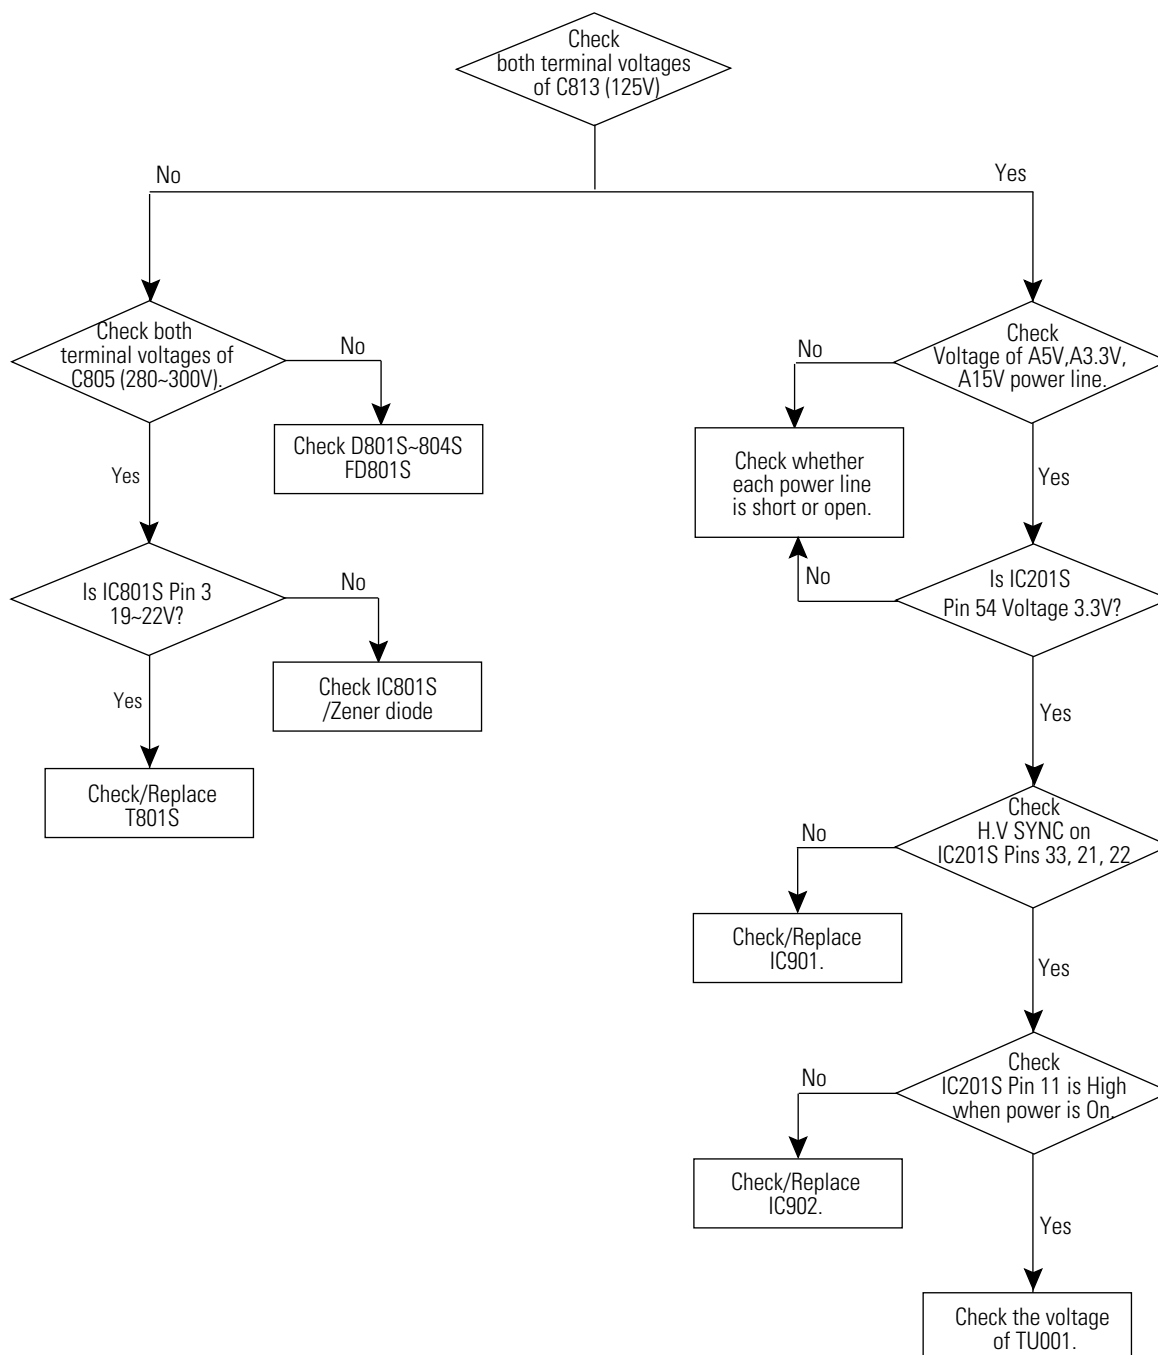 Check
both terminal voltages
of C813 (125V)
No
Yes
Check both
terminal voltages of
C805 (280~300V).
No
Check D801S~804S
FD801S
Yes
Is IC801S Pin 3
19~22V?
No
Check IC801S
/Zener diode
Yes
Check/Replace
T801S
Check
Voltage of A5V,A3.3V,
A15V power line.
No
Check whether
each power line
is short or open.
Yes
Is IC201S
Pin 54 Voltage 3.3V?
No
Yes
Check
H.V SYNC on
IC201S Pins 33, 21, 22
No
Check/Replace
IC901.
Yes
Check
IC201S Pin 11 is High
when power is On.
No
Check/Replace
IC902.
Yes
Check the voltage
of TU001.